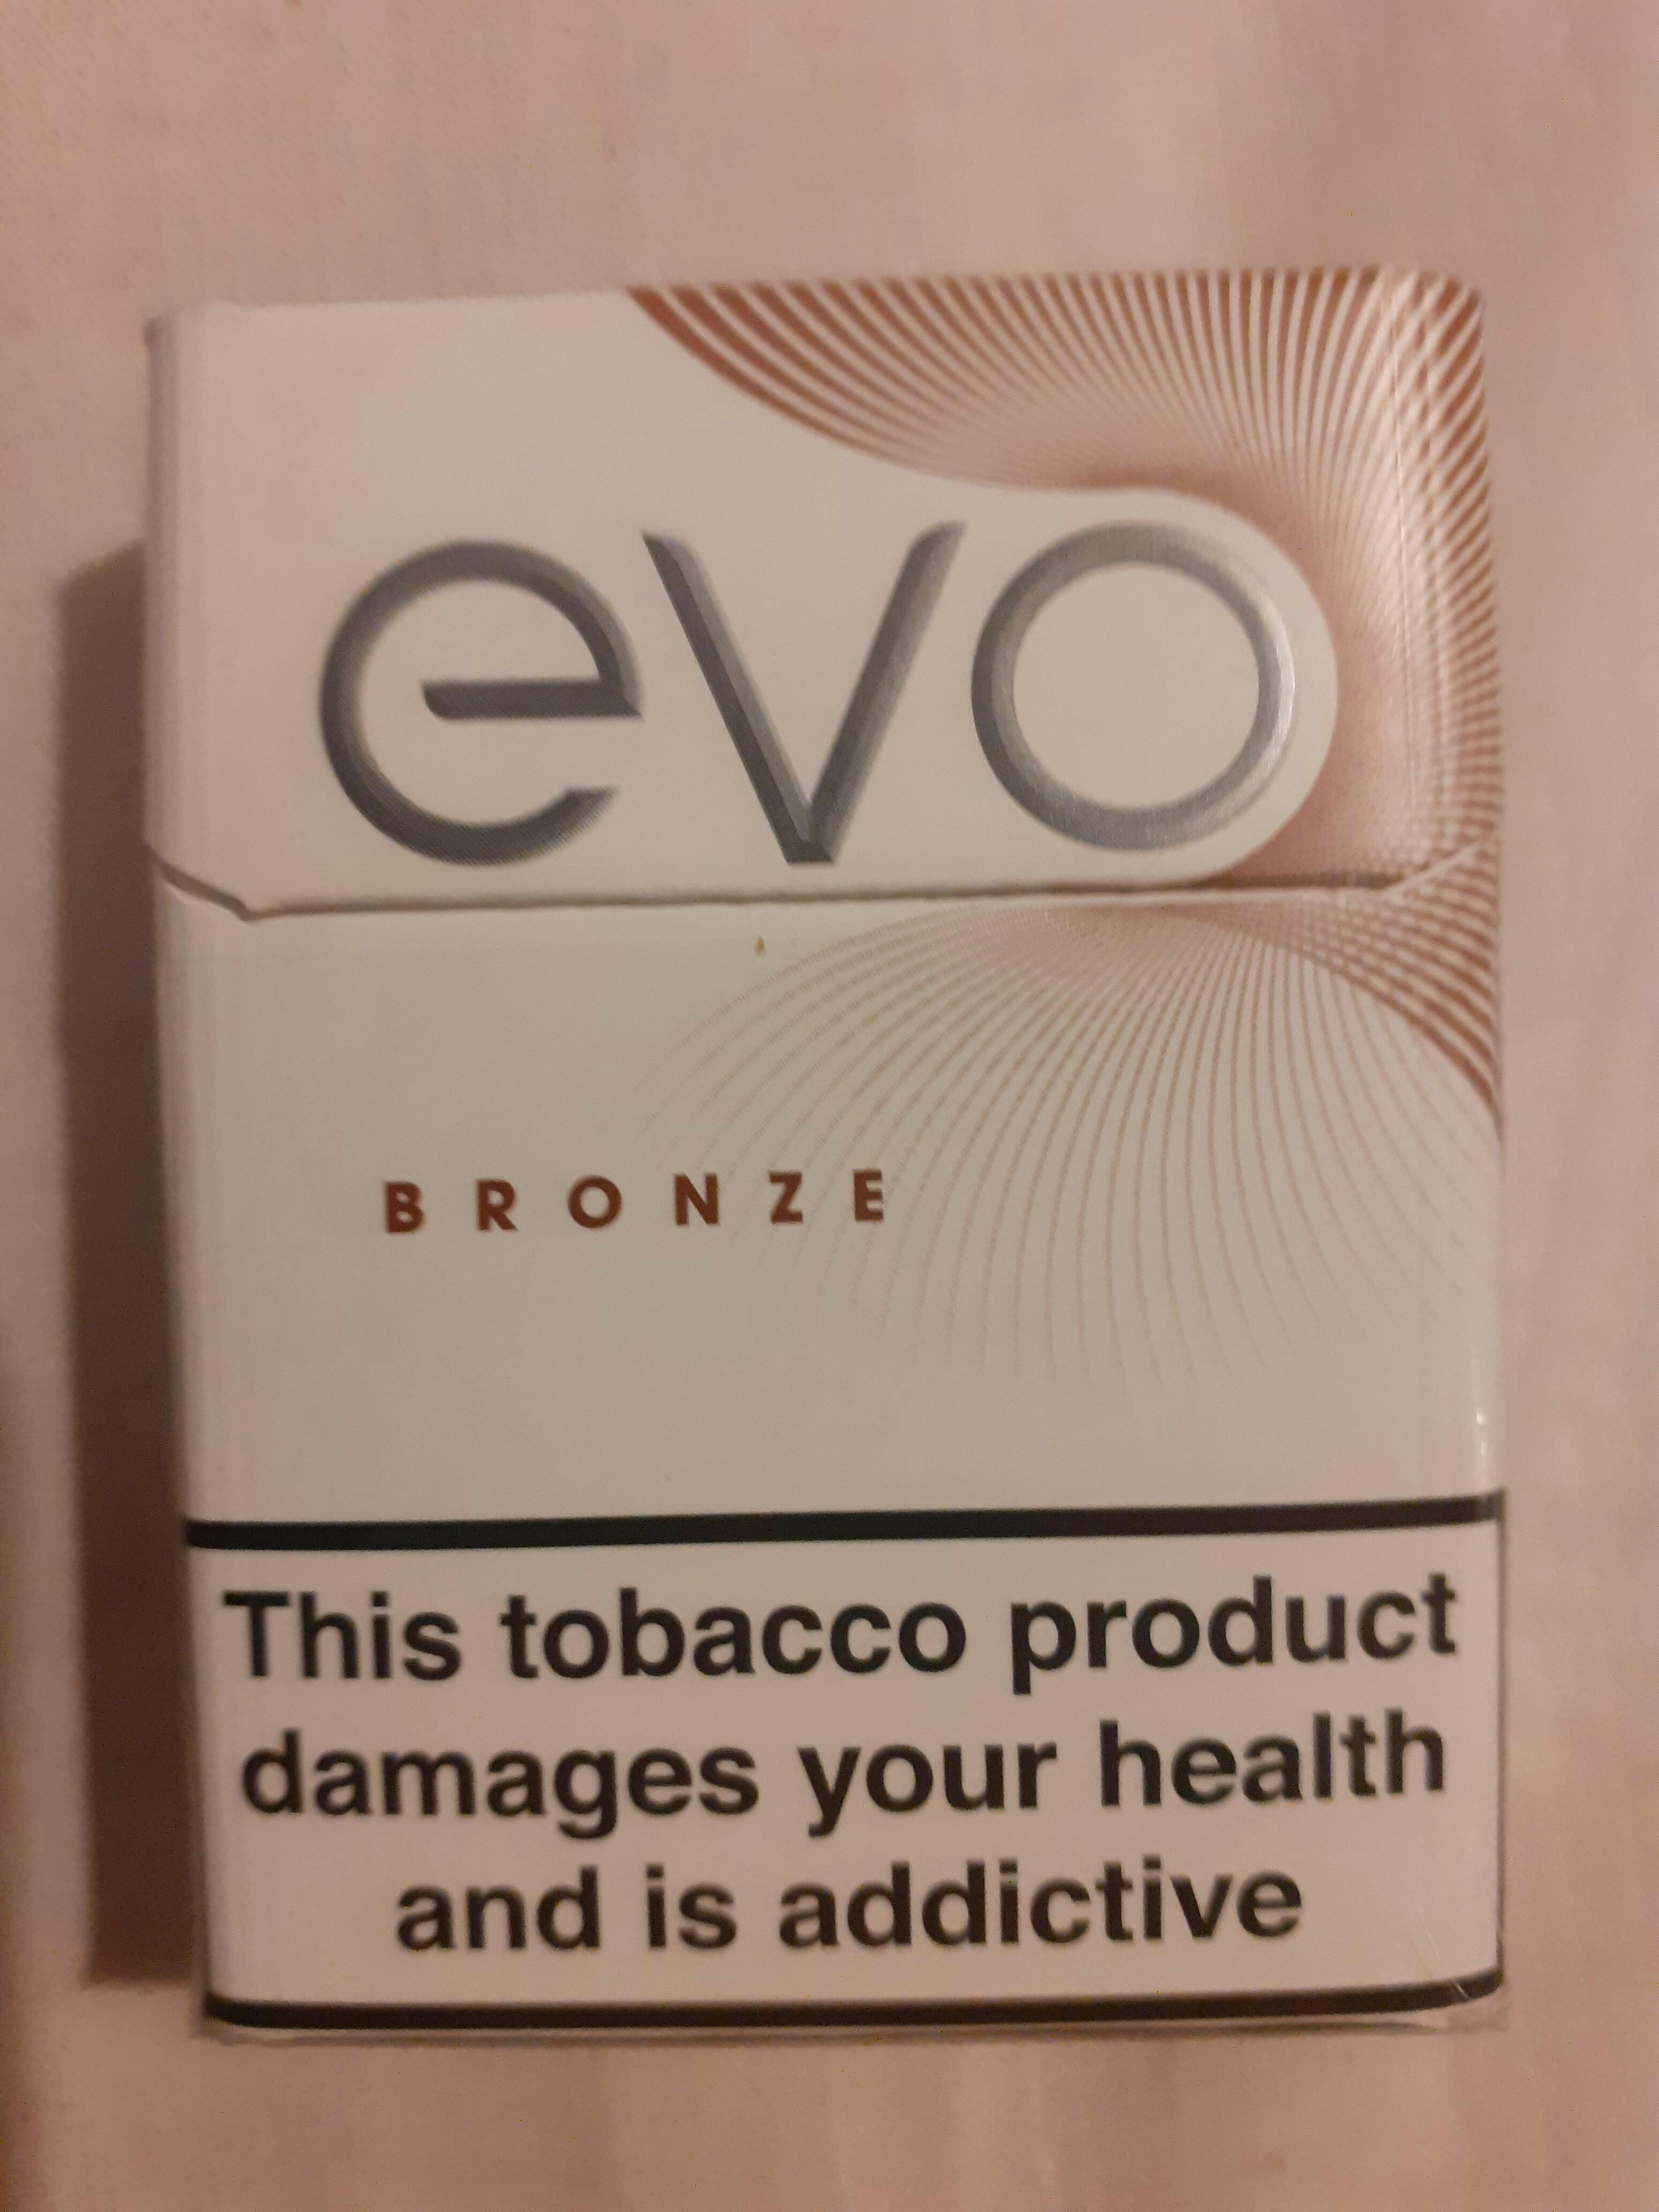 evo
BRONZE
This tobacco product
damages your health
and is addictive